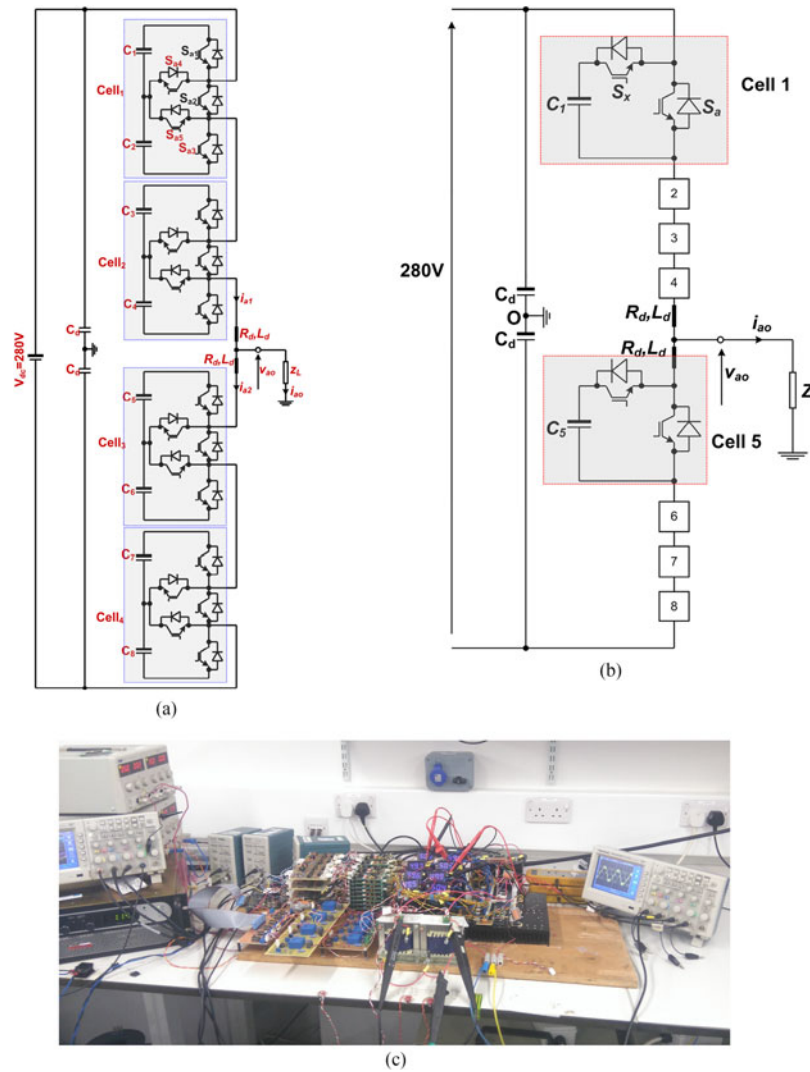 C1
Sa1
Sa4
Cell1
Sa2
C2
Sa5
Sa3
C3
Cell2
C4
ia1
Rd,Ld
Rd,Ld
vao
zL
iao
ia2
Vdc=280V
Cd
Cd
C5
Cell3
C6
C7
Cell4
C8
(a)
Cell 1
Sx
C1
Sa
2
3
4
280V
Cd
O
Cd
Rd,Ld
Rd,Ld
iao
vao
Z
C5
Cell 5
6
7
8
(b)
(c)